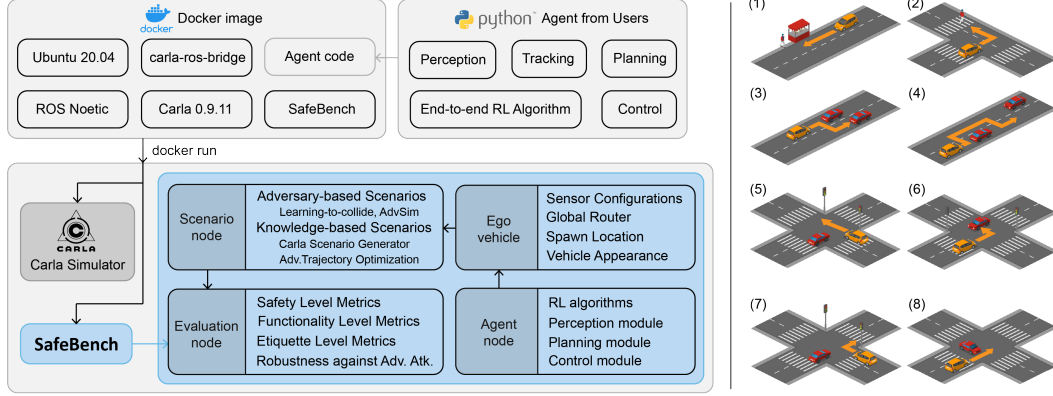 docker
Docker image
Ubuntu 20.04
carla-ros-bridge
Agent code
ROS Noetic
Carla 0.9.11
SafeBench
python™ Agent from Users
Perception
Tracking
Planning
End-to-end RL Algorithm
Control
docker run
CARLA
Carla Simulator
SafeBench
Scenario
node
Adversary-based Scenarios
Learning-to-collide, AdvSim
Knowledge-based Scenarios
Carla Scenario Generator
Adv.Trajectory Optimization
Ego
vehicle
Sensor Configurations
Global Router
Spawn Location
Vehicle Appearance
Evaluation
node
Safety Level Metrics
Functionality Level Metrics
Etiquette Level Metrics
Robustness against Adv. Atk.
Agent
node
RL algorithms
Perception module
Planning module
Control module
(1)
(2)
(3)
(4)
(5)
(6)
(7)
(8)